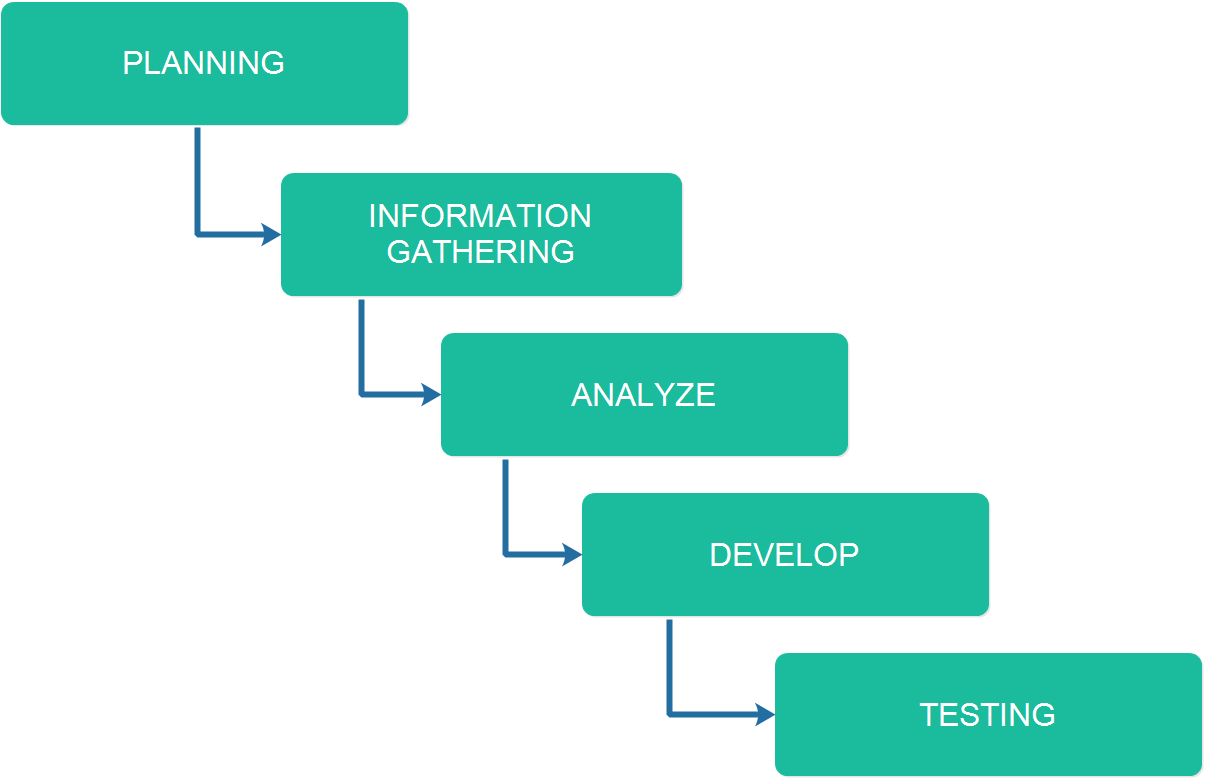 PLANNING
INFORMATION
GATHERING
ANALYZE
DEVELOP
TESTING